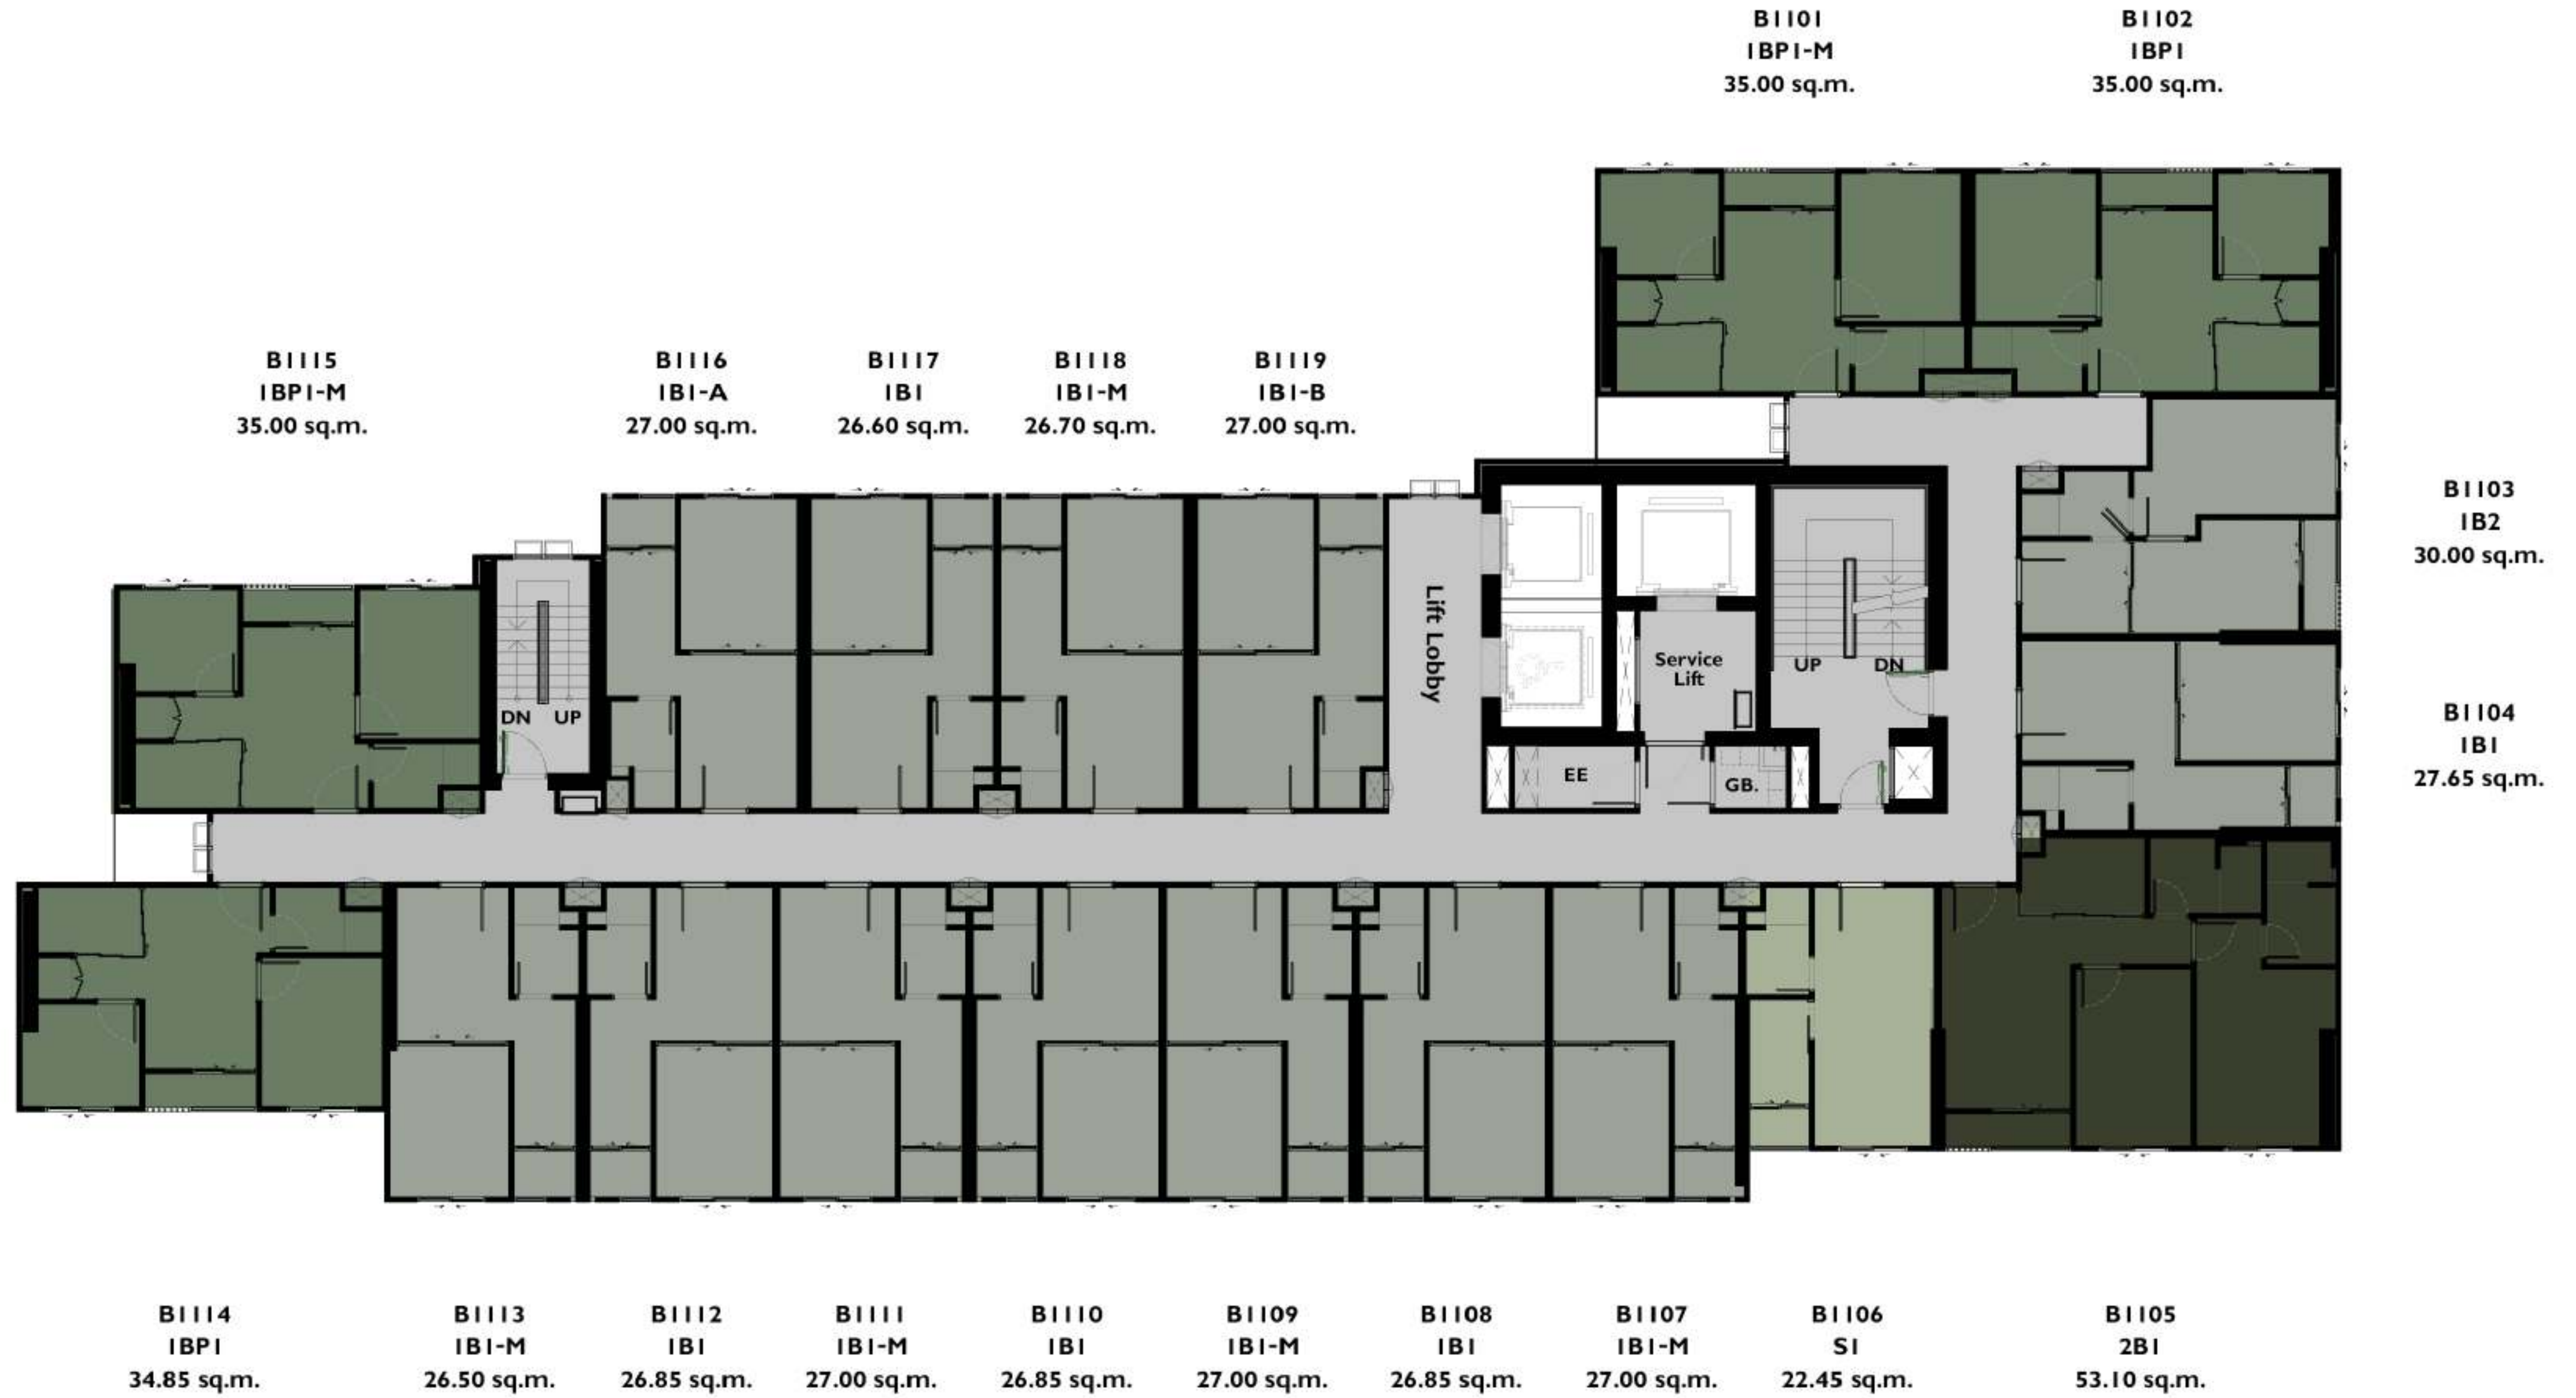 B1101
1BP1-M
35.00 sq.m.
B1102
1BP1
35.00 sq.m.
B1115
1BP1-M
35.00 sq.m.
B1116
1B1-A
27.00 sq.m.
B1117
1B1
26.60 sq.m.
B1118
1B1-M
26.70 sq.m.
B1119
1B1-B
27.00 sq.m.
B1103
1B2
30.00 sq.m.
B1104
1B1
27.65 sq.m.
Lift Lobby
Service
Lift
UP
DN
DN
UP
EE
GB.
B1114
1BP1
34.85 sq.m.
B1113
1B1-M
26.50 sq.m.
B1112
1B1
26.85 sq.m.
B1111
1B1-M
27.00 sq.m.
B1110
1B1
26.85 sq.m.
B1109
1B1-M
27.00 sq.m.
B1108
1B1
26.85 sq.m.
B1107
1B1-M
27.00 sq.m.
B1106
S1
22.45 sq.m.
B1105
2B1
53.10 sq.m.